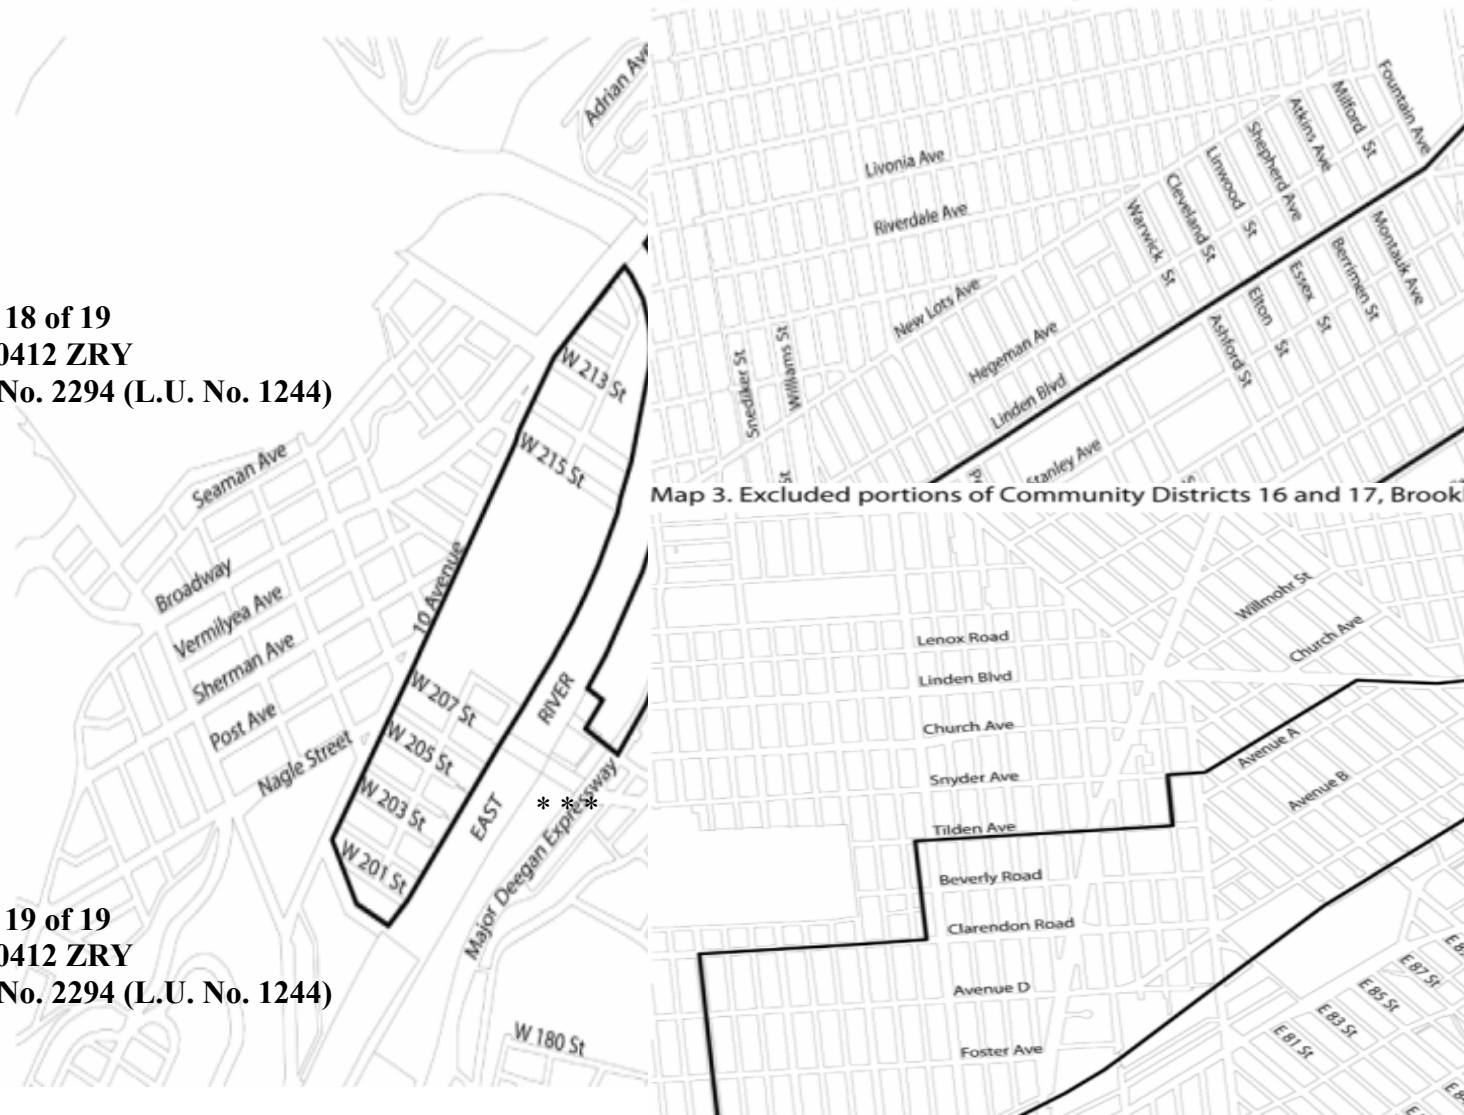 18 of 19
0412 ZRY
No. 2294 (L.U. No. 1244)
Adrian Ave
W 213 St
W 215 St
Seaman Ave
10 Avenue
Broadway
Vermilyea Ave
Sherman Ave
Post Ave
Nagle Street
W 207 St
W 205 St
W 203 St
W 201 St
EAST
RIVER
* * *
Major Deegan Expressway
W 180 St
19 of 19
0412 ZRY
No. 2294 (L.U. No. 1244)
Fountain Ave
Milford St
Atkins Ave
Shepherd Ave
Linwood St
Cleveland St
Warwick St
Livonia Ave
Riverdale Ave
New Lots Ave
Hegeman Ave
Linden Blvd
Williams St
Snediker St
Montauk Ave
Berrimen St
Essex St
Elton St
Ashford St
Stanley Ave
Map 3. Excluded portions of Community Districts 16 and 17, Brookl
Willmohr St
Church Ave
Lenox Road
Linden Blvd
Church Ave
Snyder Ave
Tilden Ave
Avenue A
Avenue B
Beverly Road
Clarendon Road
Avenue D
Foster Ave
E 87 St
E 85 St
E 83 St
E 81 St